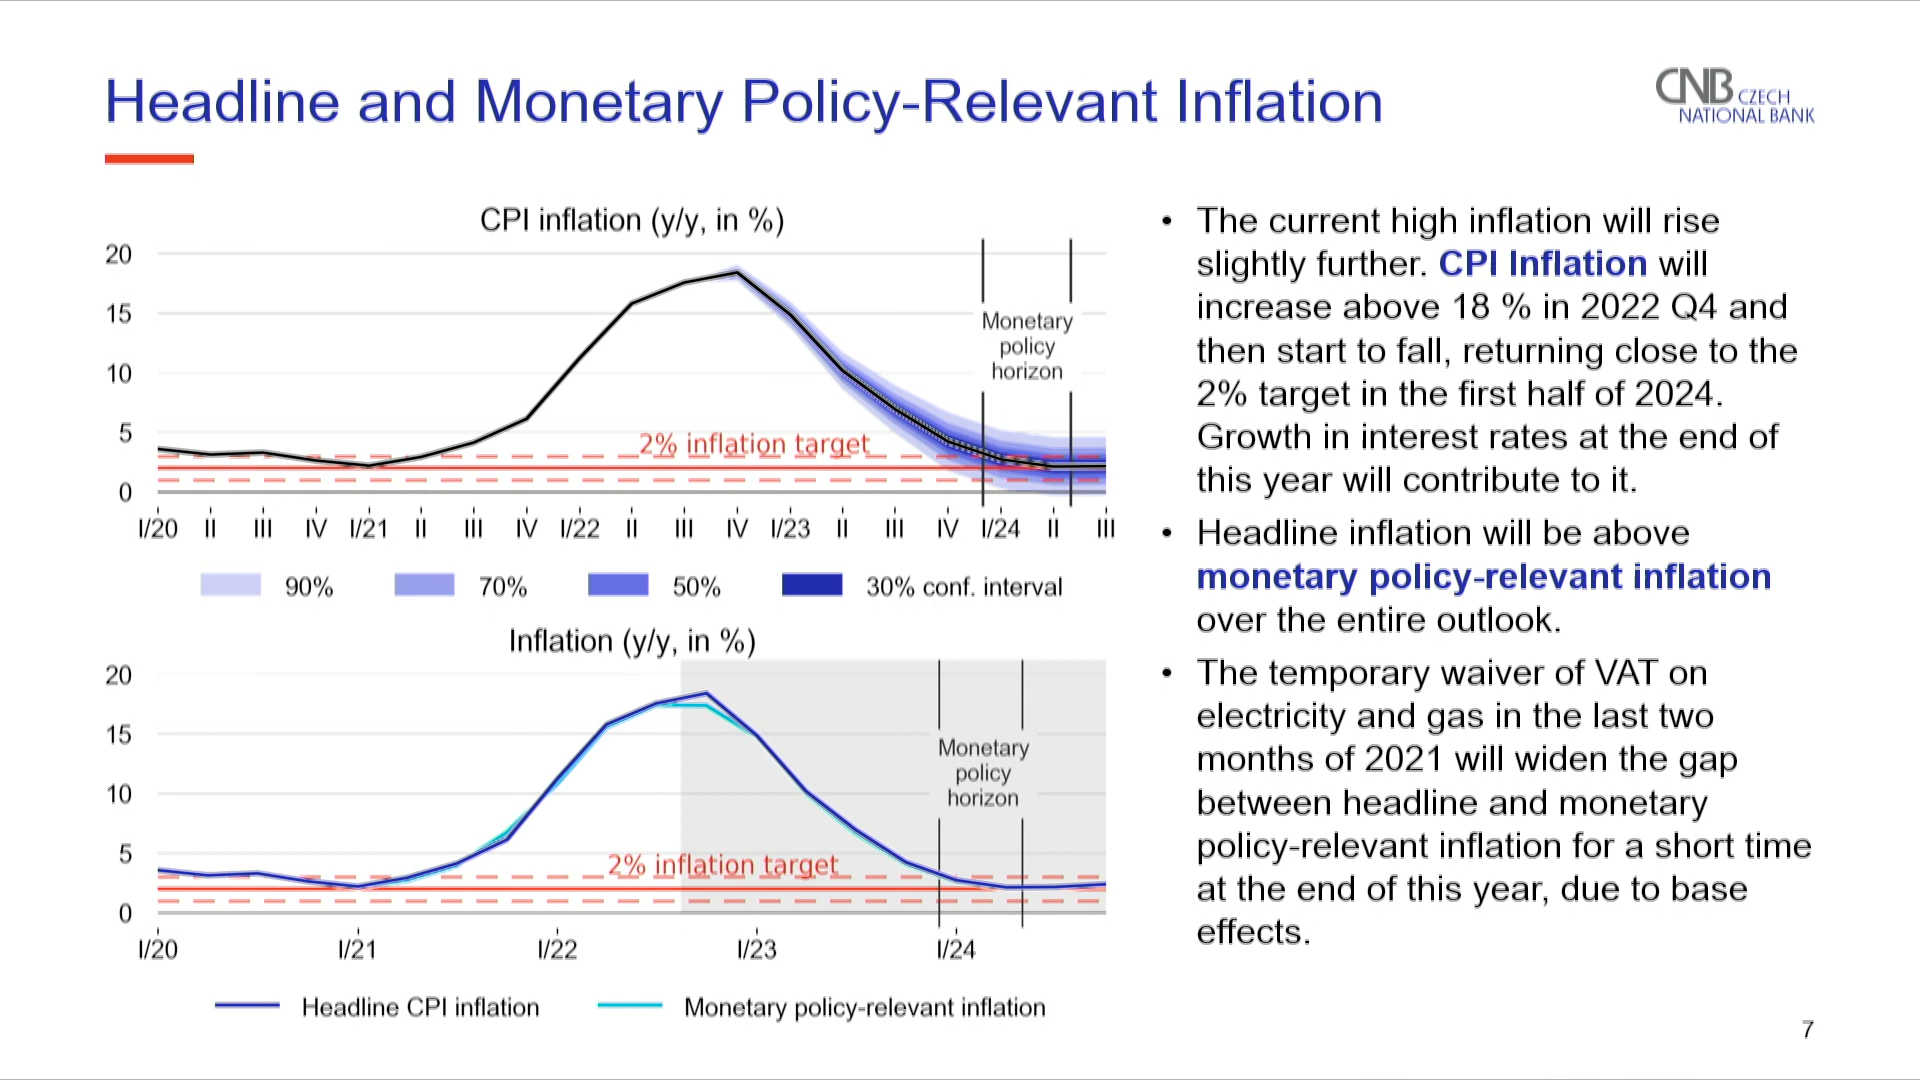 Headline and Monetary Policy-Relevant Inflation
CNB CZECH
NATIONAL BANK
CPI inflation (y/y, in %)
20
15
10
5
0
Monetary
policy
horizon
2% inflation target
I/20 II III IV I/21 II III IV I/22 II III IV I/23 II III IV I/24 II III
90% 70% 50% 30% conf. interval
Inflation (y/y, in %)
20
15
10
5
0
Monetary
policy
horizon
2% inflation target
I/20 I/21 I/22 I/23 I/24
Headline CPI inflation Monetary policy-relevant inflation
• The current high inflation will rise
slightly further. CPI Inflation will
increase above 18 % in 2022 Q4 and
then start to fall, returning close to the
2% target in the first half of 2024.
Growth in interest rates at the end of
this year will contribute to it.
• Headline inflation will be above
monetary policy-relevant inflation
over the entire outlook.
• The temporary waiver of VAT on
electricity and gas in the last two
months of 2021 will widen the gap
between headline and monetary
policy-relevant inflation for a short time
at the end of this year, due to base
effects.
7